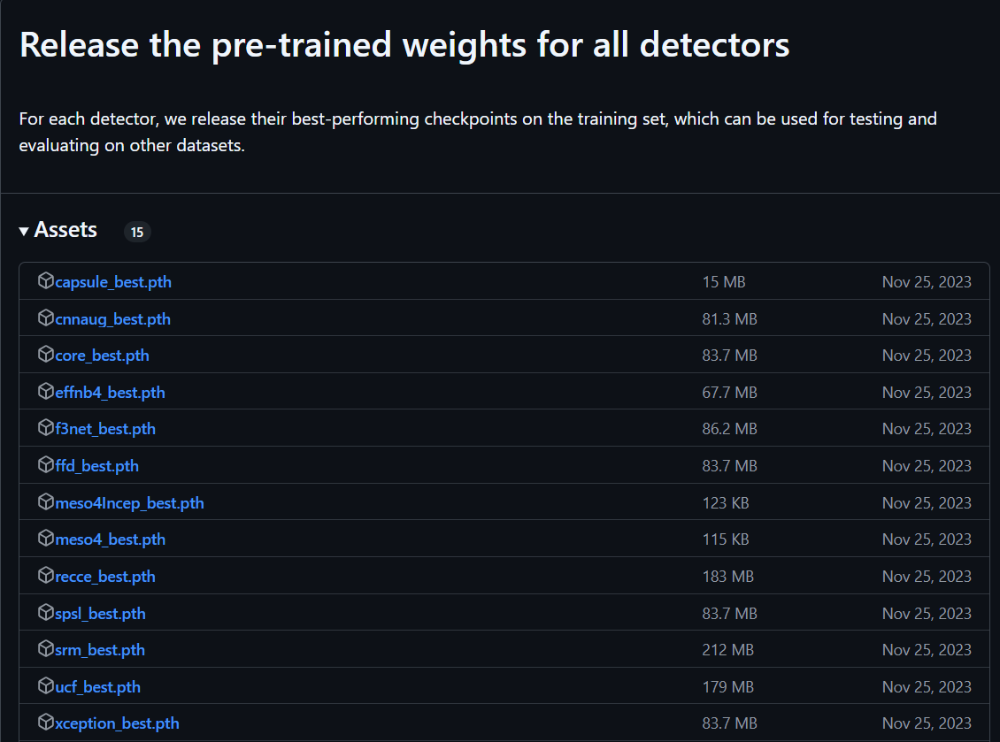 Release the pre-trained weights for all detectors
For each detector, we release their best-performing checkpoints on the training set, which can be used for testing and
evaluating on other datasets.
Assets 15
capsule_best.pth 15 MB Nov 25, 2023
cnnaug_best.pth 81.3 MB Nov 25, 2023
core_best.pth 83.7 MB Nov 25, 2023
effnb4_best.pth 67.7 MB Nov 25, 2023
f3net_best.pth 86.2 MB Nov 25, 2023
ffd_best.pth 83.7 MB Nov 25, 2023
meso4Incep_best.pth 123 KB Nov 25, 2023
meso4_best.pth 115 KB Nov 25, 2023
recce_best.pth 183 MB Nov 25, 2023
spsl_best.pth 83.7 MB Nov 25, 2023
srm_best.pth 212 MB Nov 25, 2023
ucf_best.pth 179 MB Nov 25, 2023
xception_best.pth 83.7 MB Nov 25, 2023